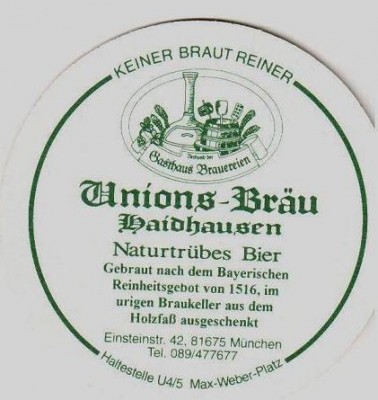 KEINER BRAUT REINER
Gasthaus Brauereien
Unions-Bräu
Haidhausen
Naturtrübes Bier
Gebraut nach dem Bayerischen
Reinheitsgebot von 1516, im
urigen Braukeller aus dem
Holzfaß ausgeschenkt
Einsteinstr. 42, 81675 München
Tel. 089/477677
Haltestelle U4/5 Max-Weber-Platz